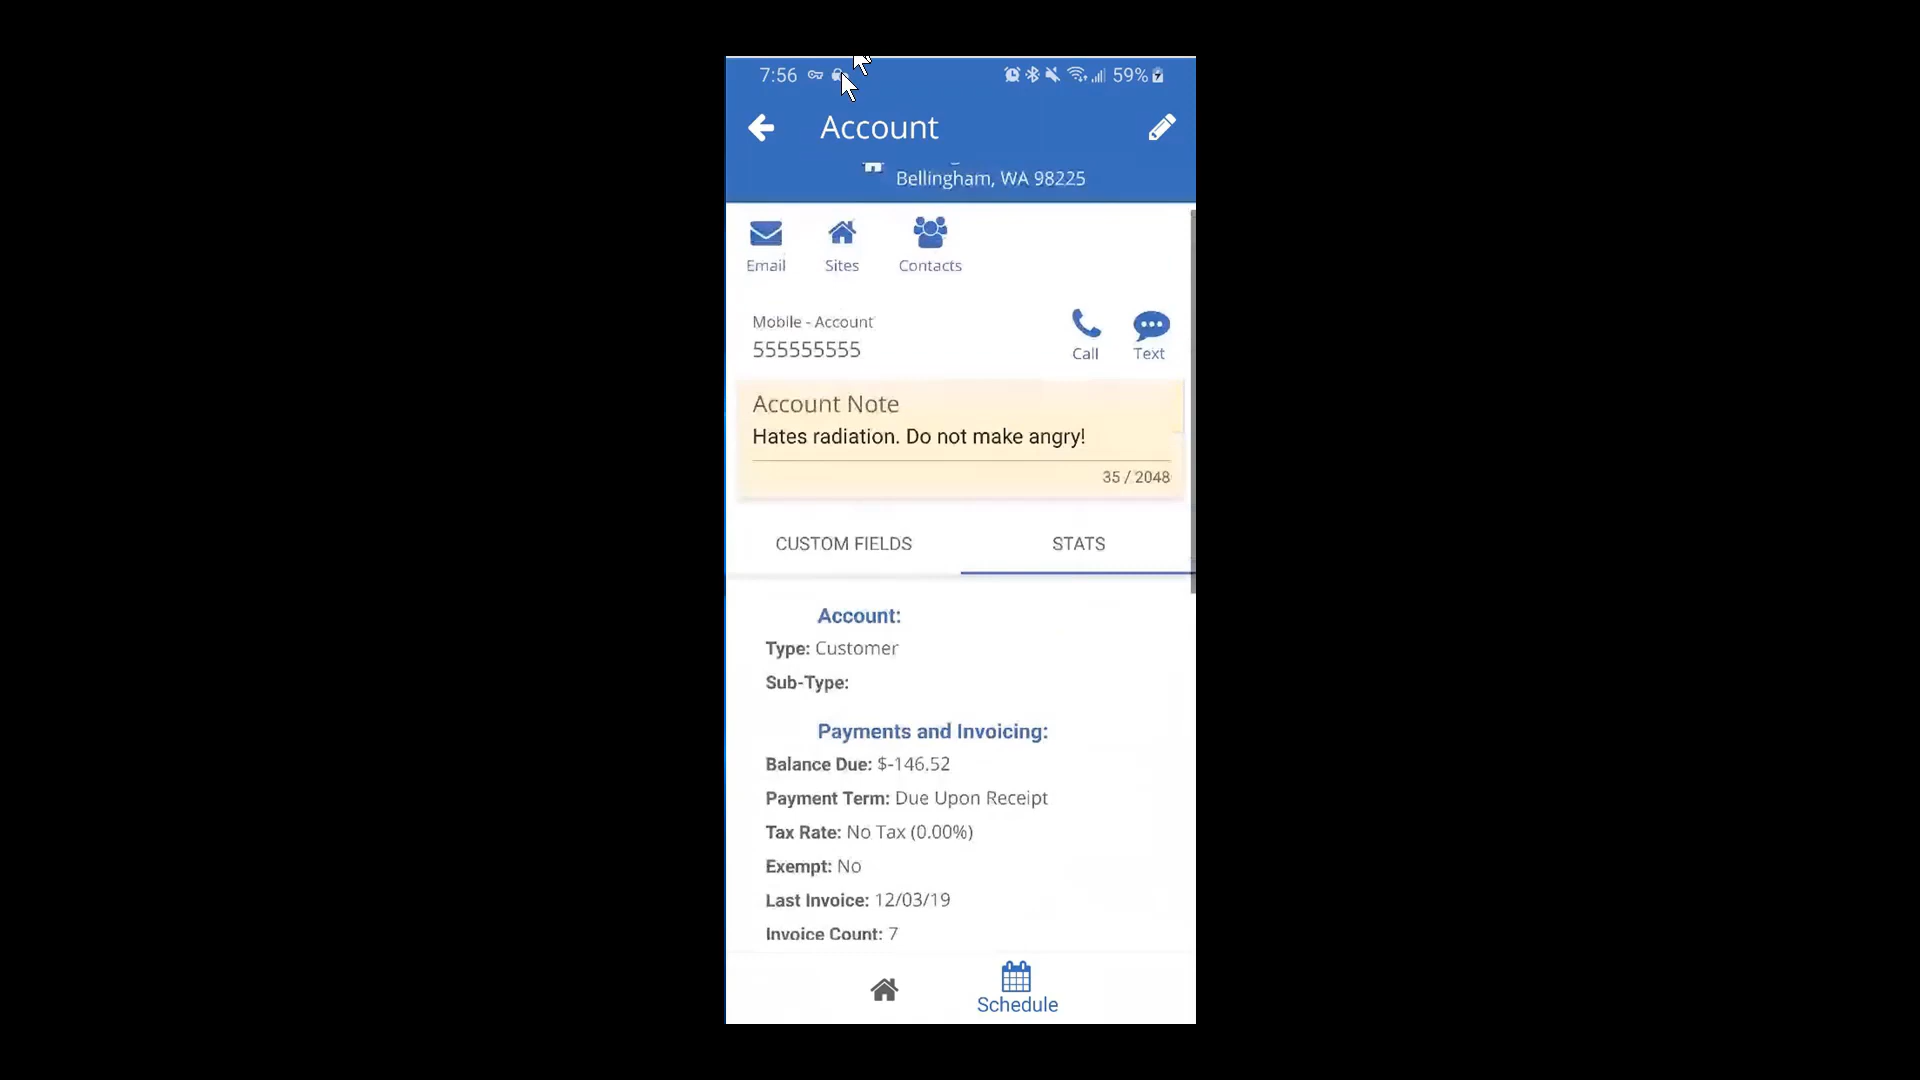 7:56 59%
Account
Bellingham, WA 98225
Email Sites Contacts
Mobile - Account
555555555
Call Text
Account Note
Hates radiation. Do not make angry!
35 / 2048
CUSTOM FIELDS STATS
Account:
Type: Customer
Sub-Type:
Payments and Invoicing:
Balance Due: $-146.52
Payment Term: Due Upon Receipt
Tax Rate: No Tax (0.00%)
Exempt: No
Last Invoice: 12/03/19
Invoice Count: 7
Schedule